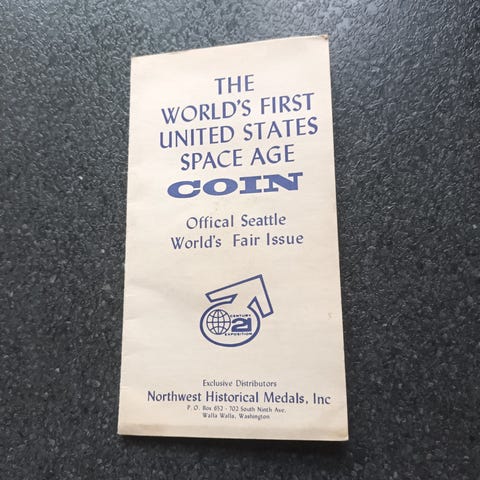 THE
WORLD'S FIRST
UNITED STATES
SPACE AGE
COIN
Offical Seattle
World's Fair Issue
CENTURY
21
EXPOSITION
Exclusive Distributors
Northwest Historical Medals, Inc
P. O. Box 652 - 702 South Ninth Ave.
Walla Walla, Washington